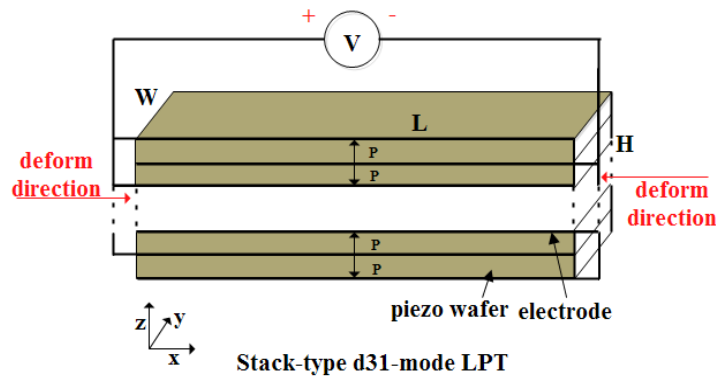 + -
V
W
L
P
H
P
deform
direction
deform
direction
P
P
piezo wafer electrode
z y
x
Stack-type d31-mode LPT